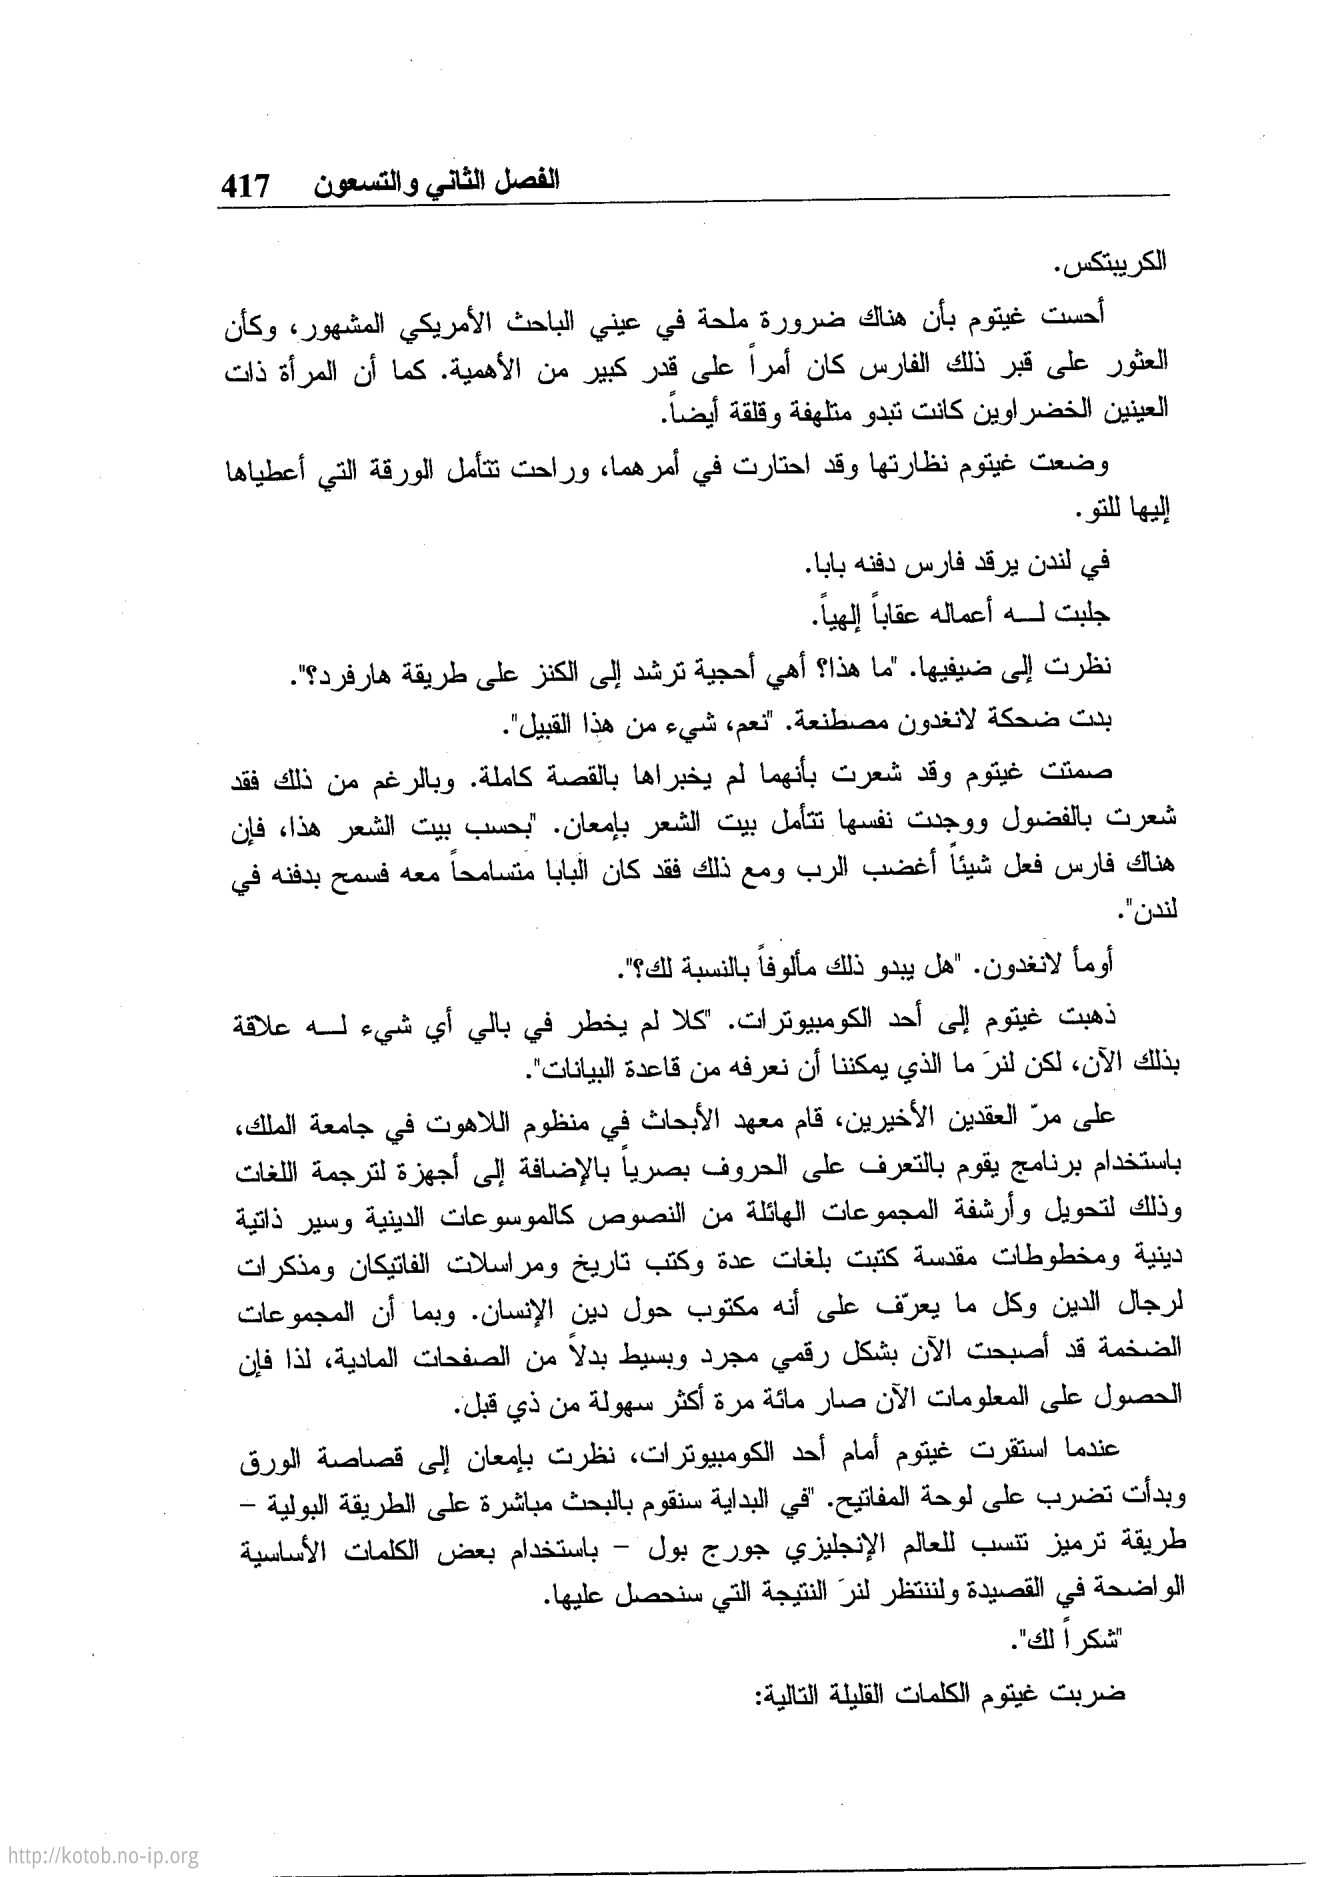 الفصل الثاني والتسعون 417
الكريبتكس.
أحست غيتوم بأن هناك ضرورة ملحة في عيني الباحث الأمريكي المشهور، وكأن
العثور على قبر ذلك الفارس كان أمراً على قدر كبير من الأهمية. كما أن المرأة ذات
العينين الخضراوين كانت تبدو متلهفة وقلقة أيضاً.
وضعت غيتوم نظارتها وقد احتارت في أمرهما، وراحت تتأمل الورقة التي أعطياها
إليها للتو.
في لندن يرقد فارس دفنه بابا.
جلبت لـــه أعماله عقاباً إلهياً.
نظرت إلى ضيفيها. "ما هذا؟ أهي أحجية ترشد إلى الكنز على طريقة هارفرد؟".
بدت ضحكة لانغدون مصطنعة. "نعم، شيء من هذا القبيل".
صمتت غيتوم وقد شعرت بأنهما لم يخبراها بالقصة كاملة. وبالرغم من ذلك فقد
شعرت بالفضول ووجدت نفسها تتأمل بيت الشعر بإمعان. "بحسب بيت الشعر هذا، فإن
هناك فارس فعل شيئاً أغضب الرب ومع ذلك فقد كان البابا متسامحاً معه فسمح بدفنه في
لندن".
أومأ لانغدون. "هل يبدو ذلك مألوفاً بالنسبة لك؟".
ذهبت غيتوم إلى أحد الكومبيوترات. "كلا لم يخطر في بالي أي شيء لـــه علاقة
بذلك الآن، لكن لنرَ ما الذي يمكننا أن نعرفه من قاعدة البيانات".
على مرّ العقدين الأخيرين، قام معهد الأبحاث في منظوم اللاهوت في جامعة الملك،
باستخدام برنامج يقوم بالتعرف على الحروف بصرياً بالإضافة إلى أجهزة لترجمة اللغات
وذلك لتحويل وأرشفة المجموعات الهائلة من النصوص كالموسوعات الدينية وسير ذاتية
دينية ومخطوطات مقدسة كتبت بلغات عدة وكتب تاريخ ومراسلات الفاتيكان ومذكرات
لرجال الدين وكل ما يعرّف على أنه مكتوب حول دين الإنسان. وبما أن المجموعات
الضخمة قد أصبحت الآن بشكل رقمي مجرد وبسيط بدلاً من الصفحات المادية، لذا فإن
الحصول على المعلومات الآن صار مائة مرة أكثر سهولة من ذي قبل.
عندما استقرت غيتوم أمام أحد الكومبيوترات، نظرت بإمعان إلى قصاصة الورق
وبدأت تضرب على لوحة المفاتيح. "في البداية سنقوم بالبحث مباشرة على الطريقة البولية –
طريقة ترميز تنسب للعالم الإنجليزي جورج بول – باستخدام بعض الكلمات الأساسية
الواضحة في القصيدة ولننتظر لنرَ النتيجة التي سنحصل عليها.
"شكراً لك".
ضربت غيتوم الكلمات القليلة التالية:
http://kotob.no-ip.org